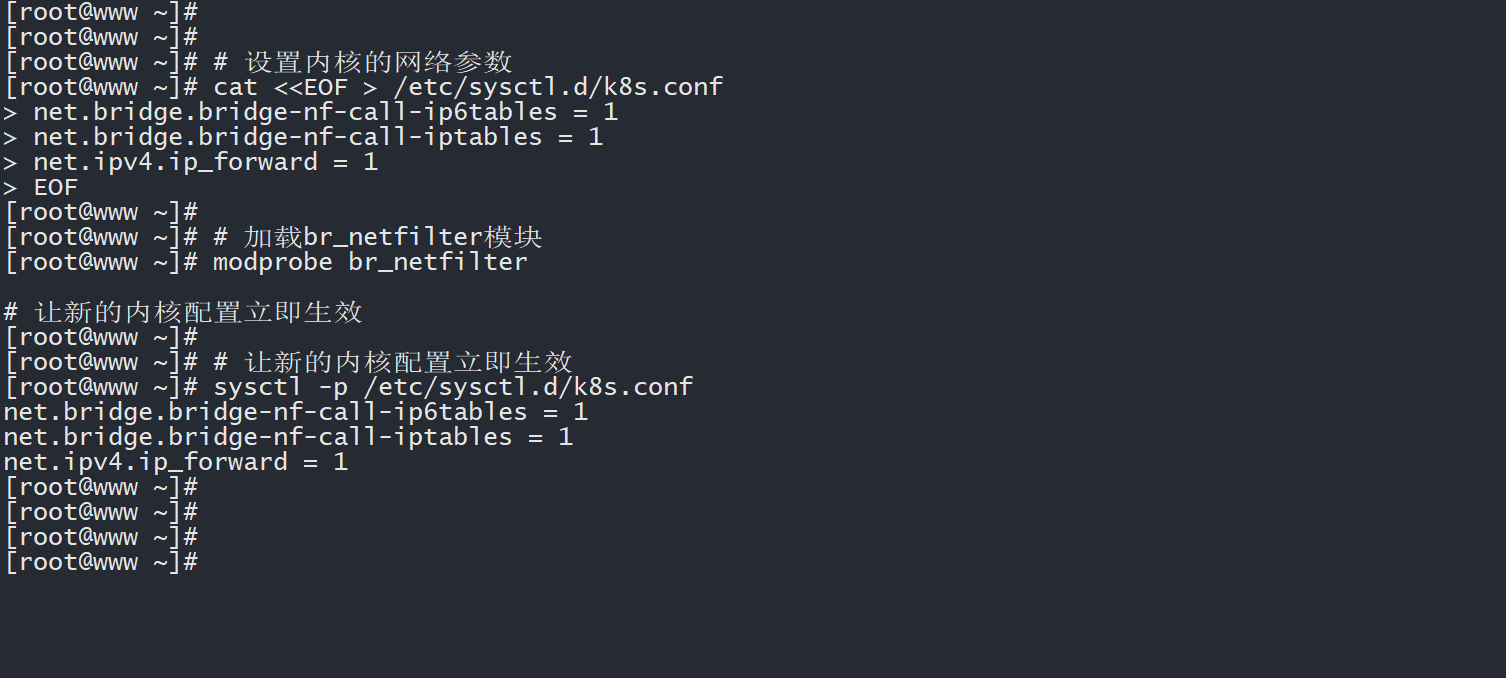 [root@www ~]#
[root@www ~]#
[root@www ~]# # 设置内核的网络参数
[root@www ~]# cat <<EOF > /etc/sysctl.d/k8s.conf
> net.bridge.bridge-nf-call-ip6tables = 1
> net.bridge.bridge-nf-call-iptables = 1
> net.ipv4.ip_forward = 1
> EOF
[root@www ~]#
[root@www ~]# # 加载br_netfilter模块
[root@www ~]# modprobe br_netfilter
# 让新的内核配置立即生效
[root@www ~]#
[root@www ~]# # 让新的内核配置立即生效
[root@www ~]# sysctl -p /etc/sysctl.d/k8s.conf
net.bridge.bridge-nf-call-ip6tables = 1
net.bridge.bridge-nf-call-iptables = 1
net.ipv4.ip_forward = 1
[root@www ~]#
[root@www ~]#
[root@www ~]#
[root@www ~]#